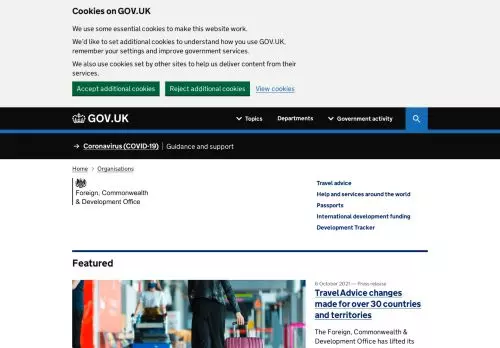 Cookies on GOV.UK
We use some essential cookies to make this website work.
We'd like to set additional cookies to understand how you use GOV.UK,
remember your settings and improve government services.
We also use cookies set by other sites to help us deliver content from their
services.
Accept additional cookies Reject additional cookies View cookies
GOV.UK Topics Departments Government activity
→ Coronavirus (COVID-19) Guidance and support
Home > Organisations
Foreign, Commonwealth
& Development Office
Travel advice
Help and services around the world
Passports
International development funding
Development Tracker
Featured
6 October 2021 — Press release
Travel Advice changes
made for over 30 countries
and territories
The Foreign, Commonwealth &
Development Office has lifted its